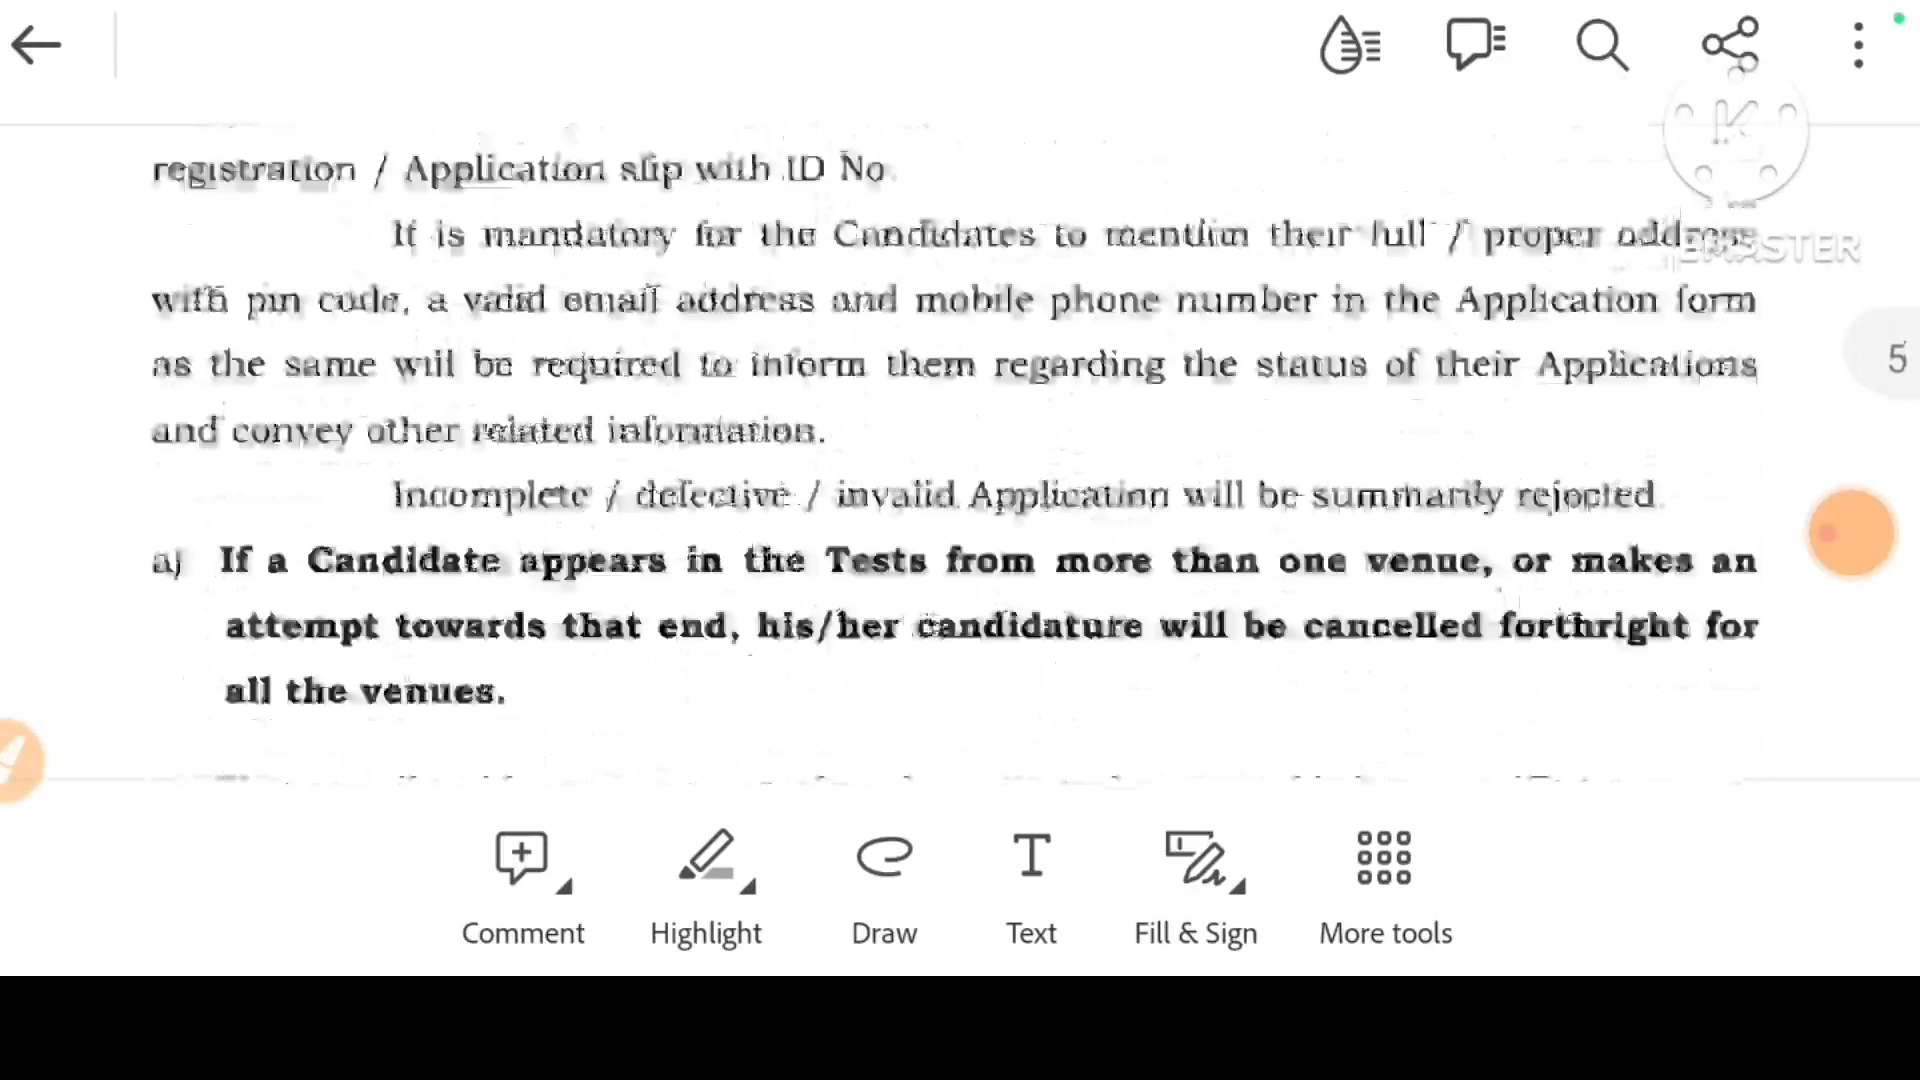 registration / Application slip with ID No.
It is mandatory for the Candidates to mention their full / proper address
EMASTER
with pin code, a valid email address and mobile phone number in the Application form
as the same will be required to inform them regarding the status of their Applications
5
and convey other related information.
Incomplete / defective / invalid Application will be summarily rejected.
a) If a Candidate appears in the Tests from more than one venue, or makes an
attempt towards that end, his/her candidature will be cancelled forthright for
all the venues.
Comment Highlight Draw Text Fill & Sign More tools